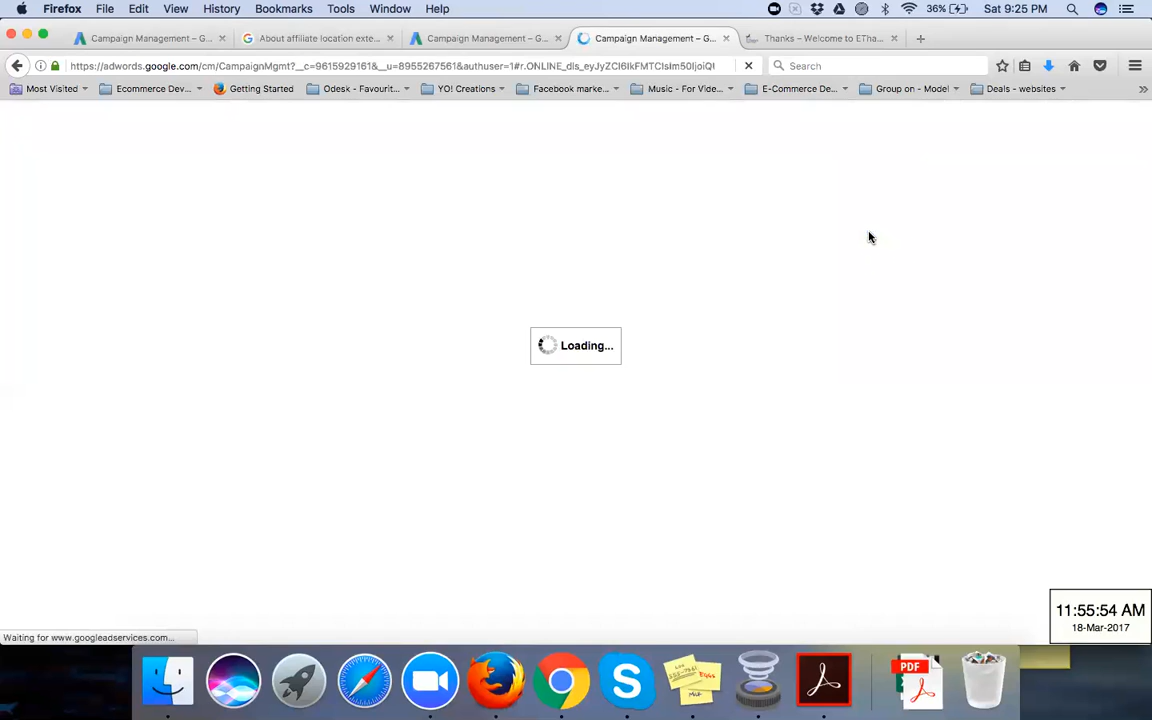 Firefox File Edit View History Bookmarks Tools Window Help 36% Sat 9:25 PM
Campaign Management – G... About affiliate location exte... Campaign Management – G... Campaign Management – G... Thanks – Welcome to ETha...
https://adwords.google.com/cm/CampaignMgmt?__c=9615929161&__u=8955267561&authuser=1#r.ONLINE_dls_eyJyZCI6IkFMTCIsIm50IjoiQl Search
Most Visited Ecommerce Dev... Getting Started Odesk - Favourit... YO! Creations Facebook marke... Music - For Vide... E-Commerce De... Group on - Model Deals - websites
Loading...
11:55:54 AM
18-Mar-2017
Waiting for www.googleadservices.com...
PDF